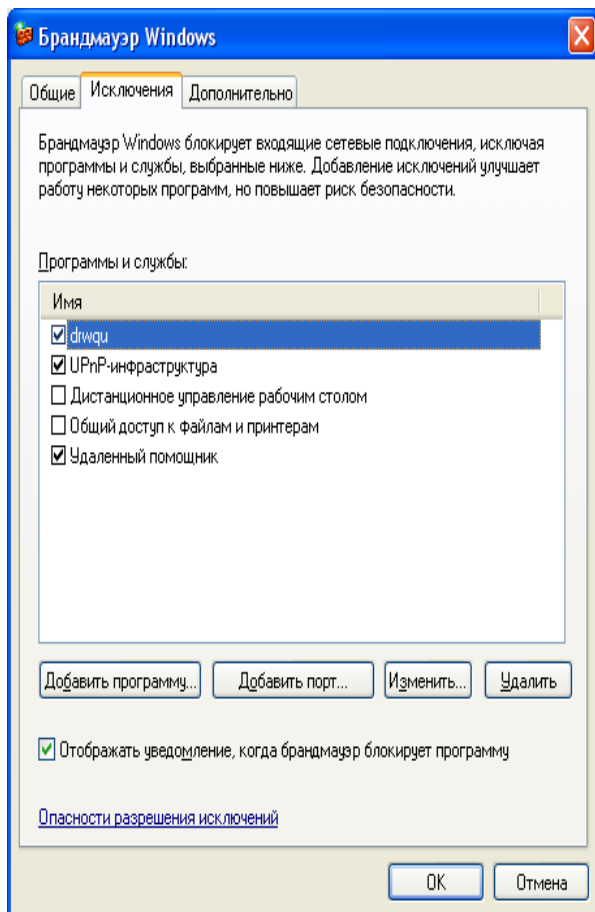 Брандмауэр Windows
Общие
Исключения
Дополнительно
Брандмауэр Windows блокирует входящие сетевые подключения, исключая
программы и службы, выбранные ниже. Добавление исключений улучшает
работу некоторых программ, но повышает риск безопасности.
Программы и службы:
Имя
drwqu
UPnP-инфраструктура
Дистанционное управление рабочим столом
Общий доступ к файлам и принтерам
Удаленный помощник
Добавить программу...
Добавить порт...
Изменить...
Удалить
Отображать уведомление, когда брандмауэр блокирует программу
Опасности разрешения исключений
OK
Отмена